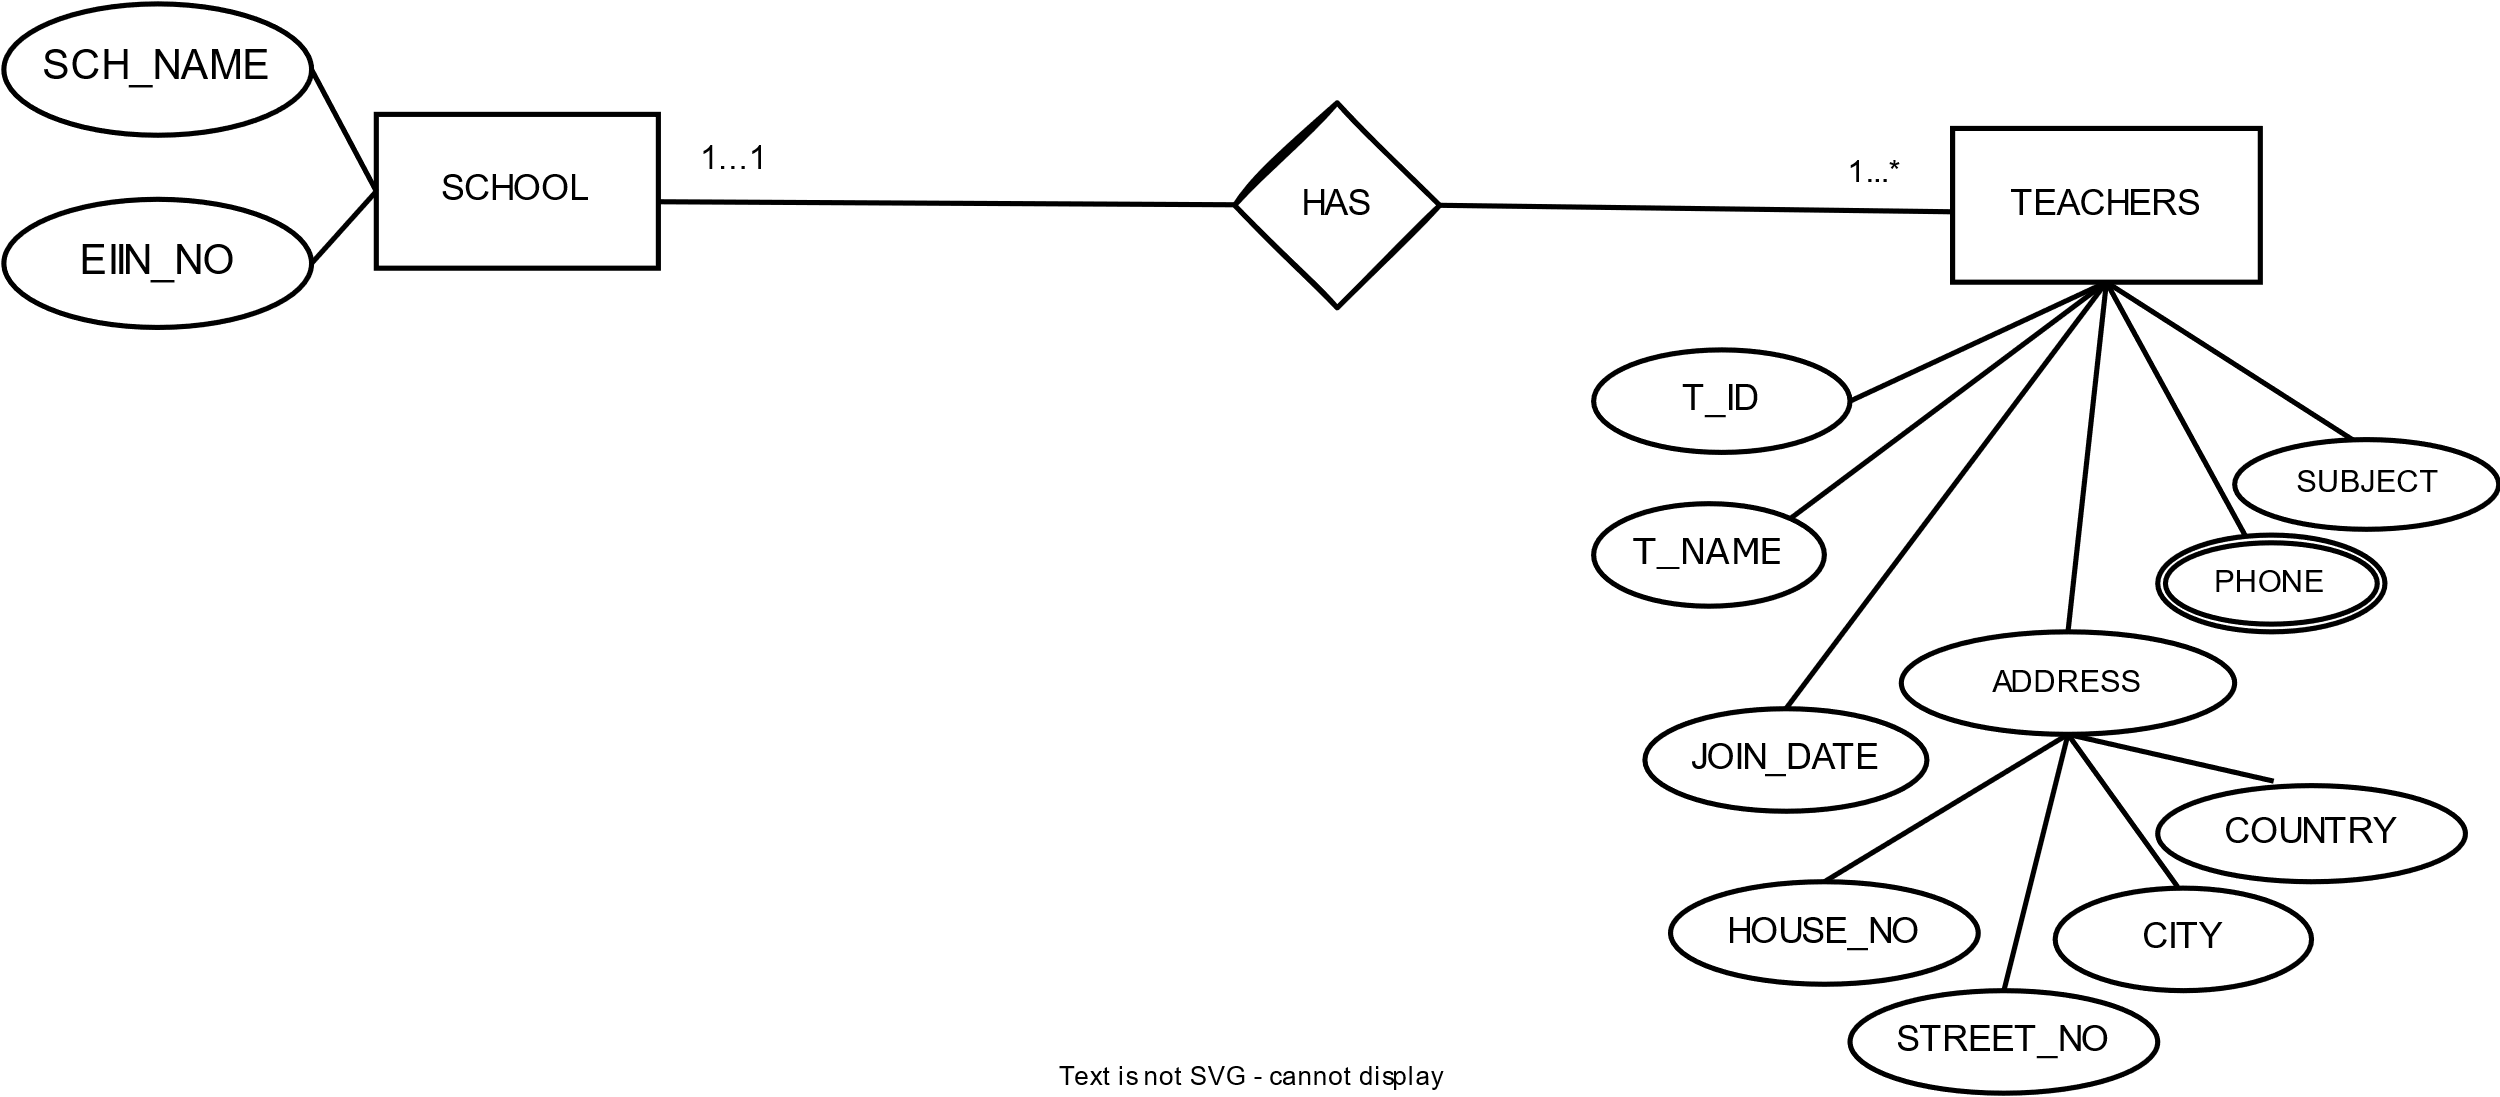 SCH_NAME
SCHOOL
1...1
HAS
1...*
TEACHERS
EIIN_NO
T_ID
SUBJECT
T_NAME
PHONE
ADDRESS
JOIN_DATE
COUNTRY
HOUSE_NO
CITY
STREET_NO
Text is not SVG - cannot display